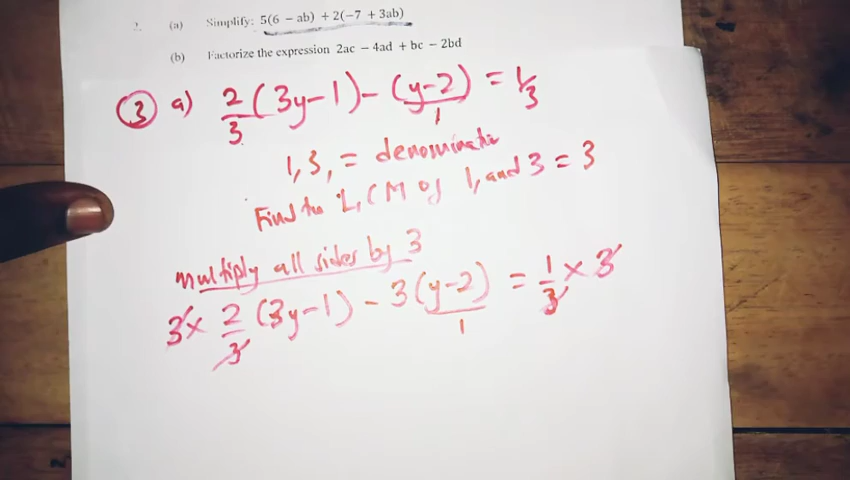 2. (a) Simplify: 5(6 − ab) + 2(−7 + 3ab)
(b) Factorize the expression 2ac − 4ad + bc − 2bd
③ a) 2/3 (3y−1) − (y−2)/1 = 1/3
1, 3, = denominatr
Find the L.C.M of 1, and 3 = 3
Multiply all sides by 3
3 × 2/3 (3y−1) − 3(y−2)/1 = 1/3 × 3